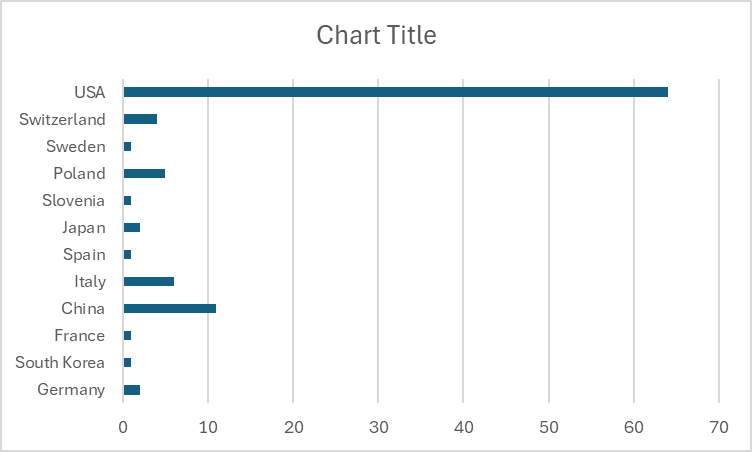 Chart Title
USA
Switzerland
Sweden
Poland
Slovenia
Japan
Spain
Italy
China
France
South Korea
Germany
0 10 20 30 40 50 60 70